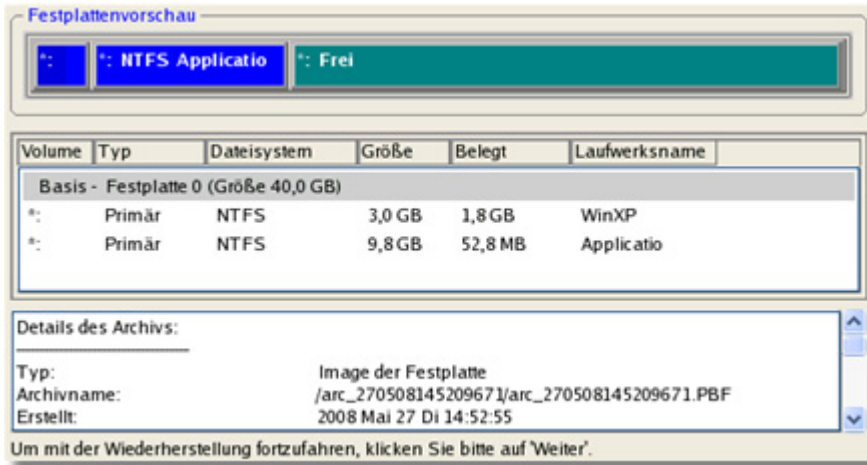 Festplattenvorschau
*: *: NTFS Applicatio *: Frei
Volume Typ Dateisystem Größe Belegt Laufwerksname
Basis - Festplatte 0 (Größe 40,0 GB)
*: Primär NTFS 3,0 GB 1,8 GB WinXP
*: Primär NTFS 9,8 GB 52,8 MB Applicatio
Details des Archivs:
Typ: Image der Festplatte
Archivname: /arc_270508145209671/arc_270508145209671.PBF
Erstellt: 2008 Mai 27 Di 14:52:55
Um mit der Wiederherstellung fortzufahren, klicken Sie bitte auf 'Weiter'.